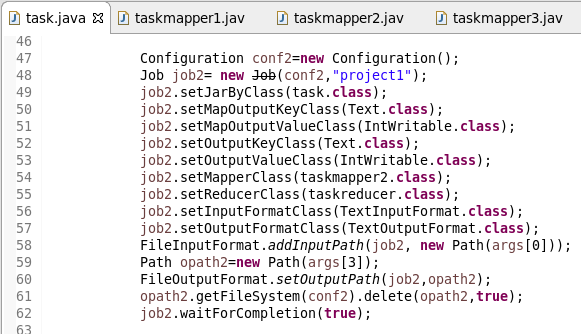 task.java taskmapper1.jav taskmapper2.jav taskmapper3.jav
46
47 Configuration conf2=new Configuration();
48 Job job2= new Job(conf2,"project1");
49 job2.setJarByClass(task.class);
50 job2.setMapOutputKeyClass(Text.class);
51 job2.setMapOutputValueClass(IntWritable.class);
52 job2.setOutputKeyClass(Text.class);
53 job2.setOutputValueClass(IntWritable.class);
54 job2.setMapperClass(taskmapper2.class);
55 job2.setReducerClass(taskreducer.class);
56 job2.setInputFormatClass(TextInputFormat.class);
57 job2.setOutputFormatClass(TextOutputFormat.class);
58 FileInputFormat.addInputPath(job2, new Path(args[0]));
59 Path opath2=new Path(args[3]);
60 FileOutputFormat.setOutputPath(job2,opath2);
61 opath2.getFileSystem(conf2).delete(opath2,true);
62 job2.waitForCompletion(true);
63